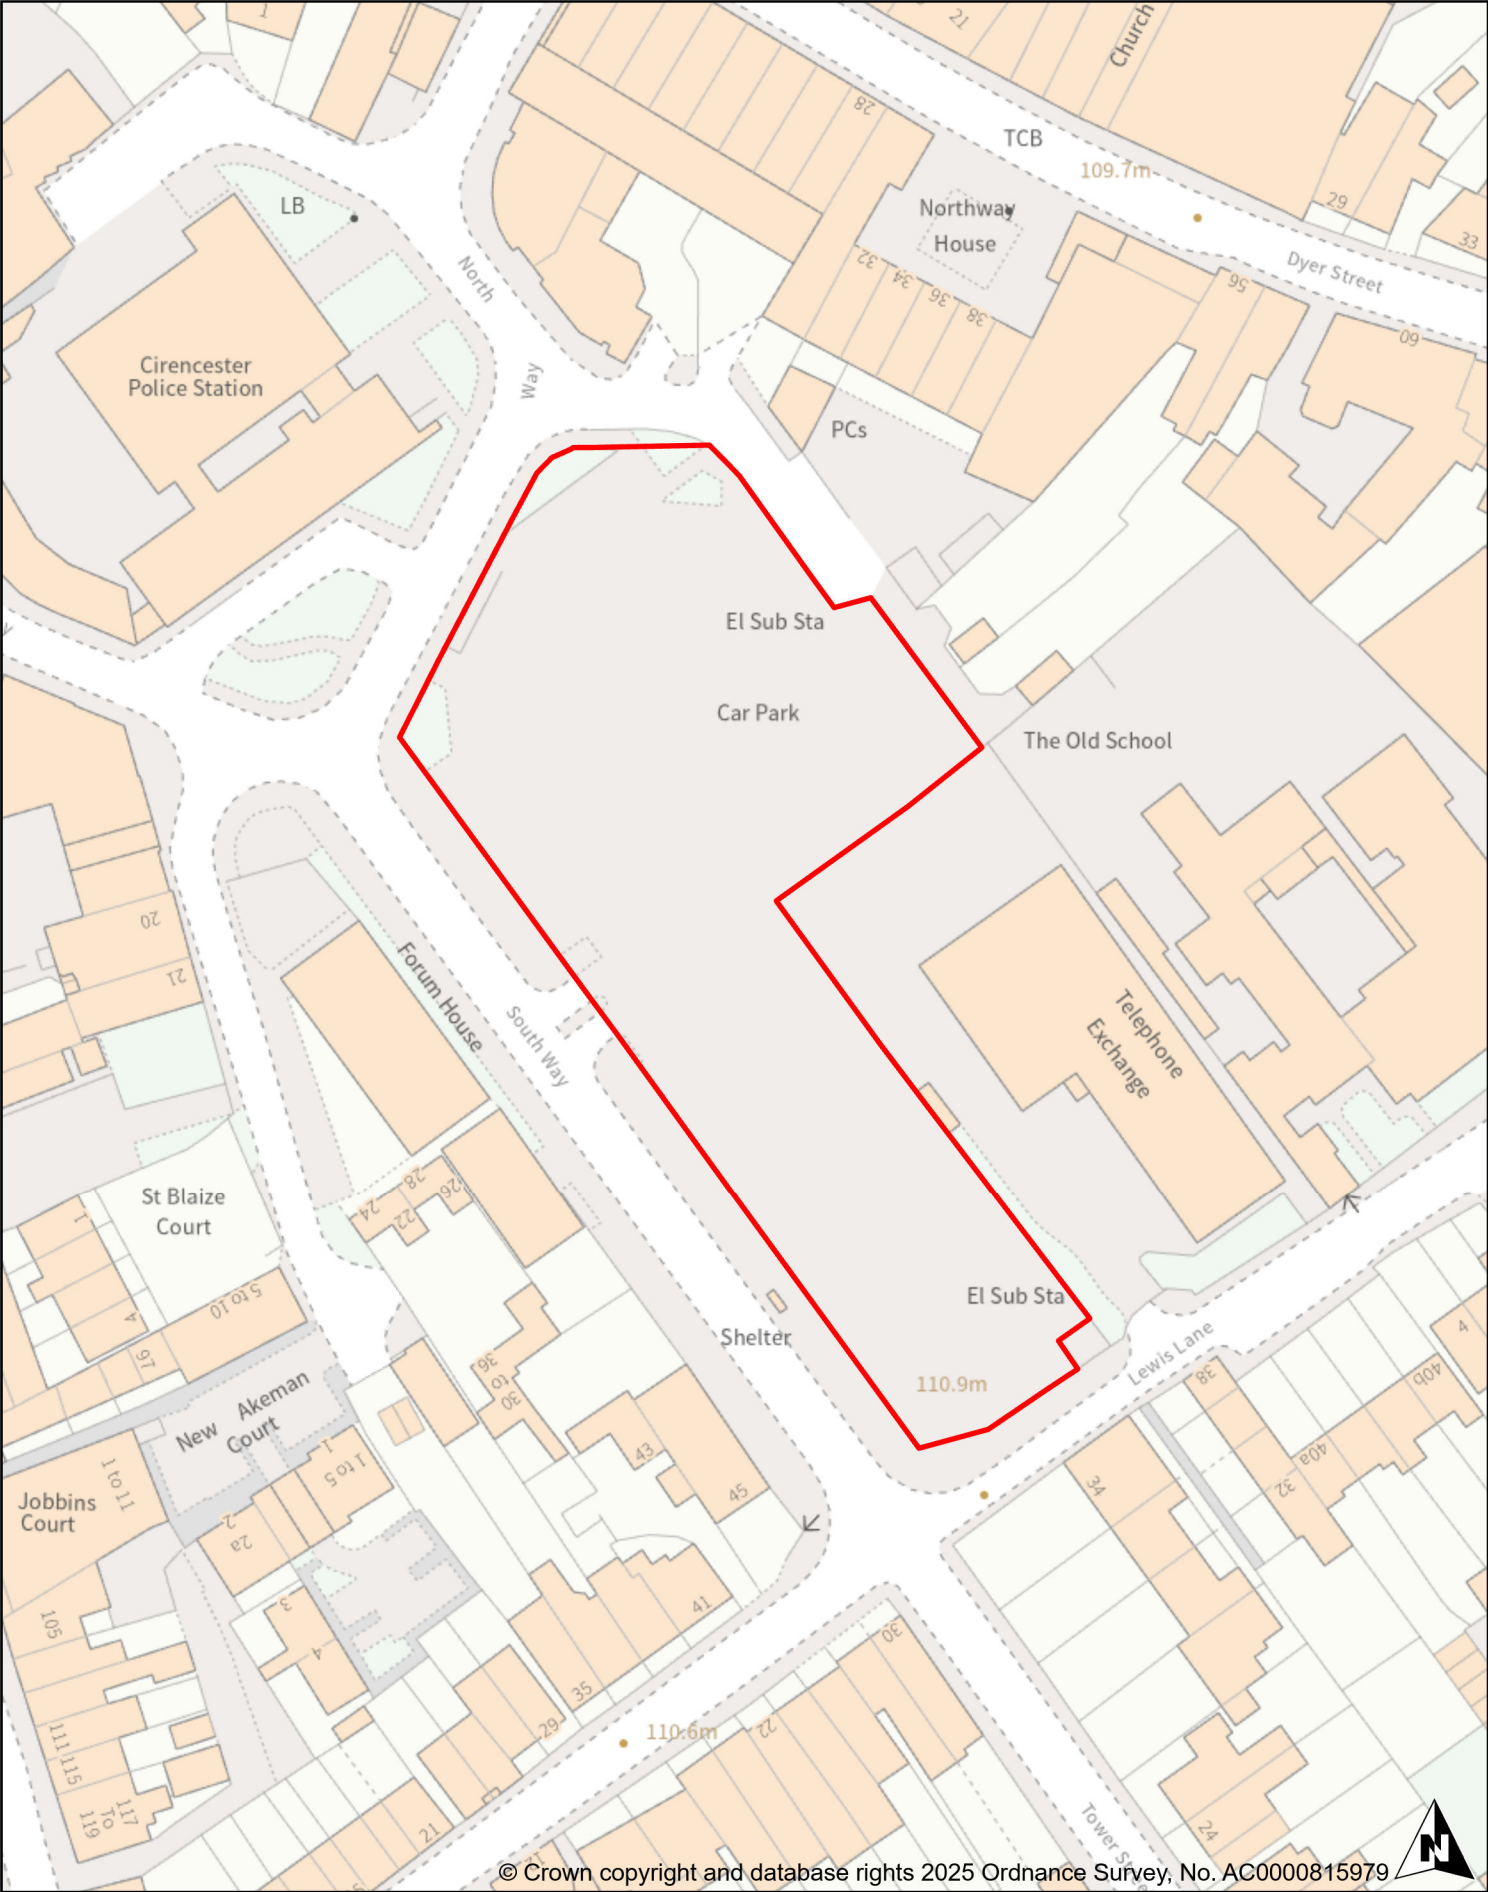 1
21
Church
28
TCB
109.7m
29
33
LB
Northway
House
North
Dyer Street
32
34
36
38
56
60
Cirencester
Police Station
Way
PCs
El Sub Sta
Car Park
The Old School
20
21
Forum House
South Way
Telephone
Exchange
St Blaize
Court
28
26
24
22
1
4
5 to 10
97
El Sub Sta
Shelter
110.9m
Lewis Lane
4
38
40b
40a
32
34
36
to
30
New Akeman
Court
1
1 to 5
1 to 11
Jobbins
Court
2
2a
43
45
3
4
41
35
30
105
29
110.6m
22
111
115
117
To
119
21
24
Tower Stre
N
© Crown copyright and database rights 2025 Ordnance Survey, No. AC0000815979